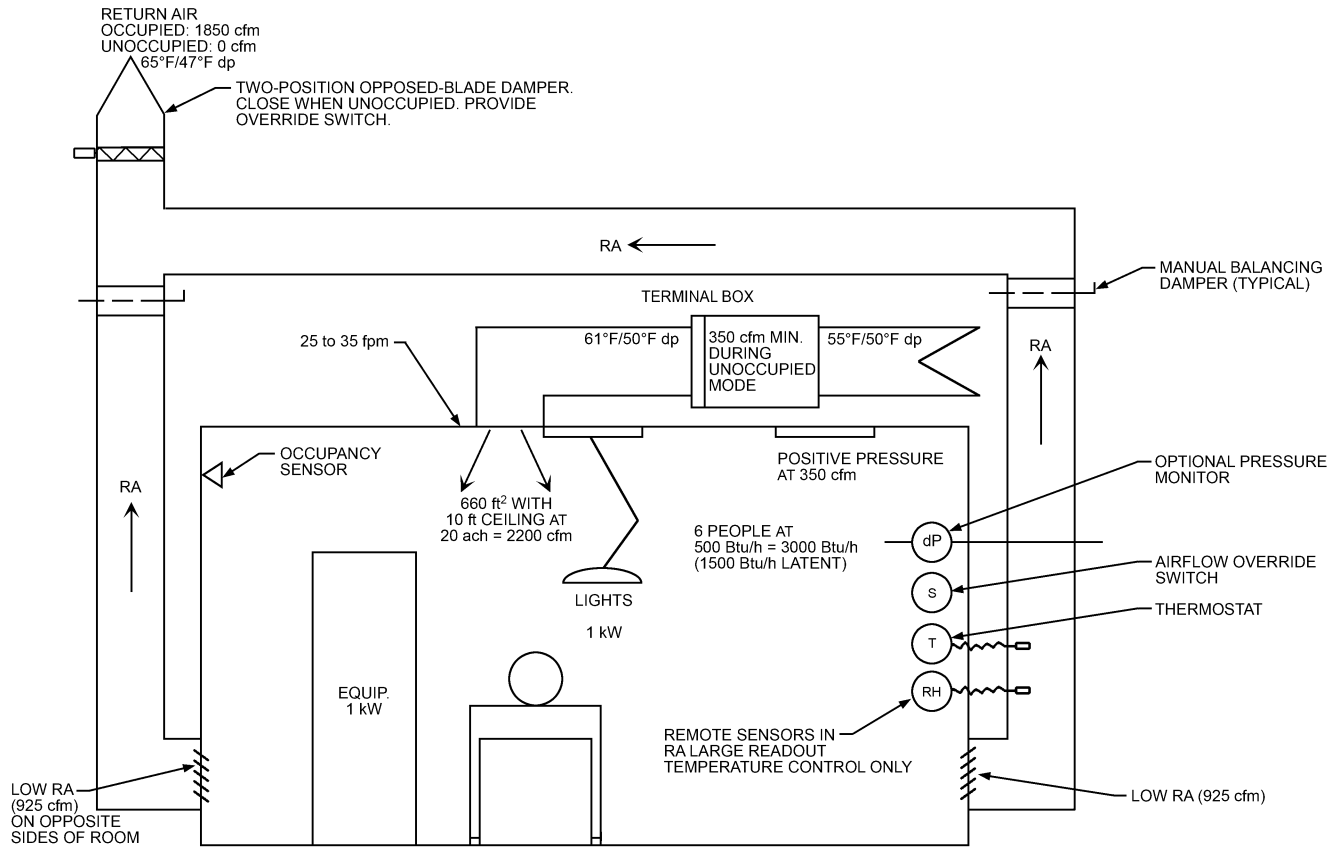 RETURN AIR
OCCUPIED: 1850 cfm
UNOCCUPIED: 0 cfm
65°F/47°F dp
TWO-POSITION OPPOSED-BLADE DAMPER.
CLOSE WHEN UNOCCUPIED. PROVIDE
OVERRIDE SWITCH.
RA
MANUAL BALANCING
DAMPER (TYPICAL)
TERMINAL BOX
25 to 35 fpm
61°F/50°F dp
350 cfm MIN.
DURING
UNOCCUPIED
MODE
55°F/50°F dp
RA
OCCUPANCY
SENSOR
POSITIVE PRESSURE
AT 350 cfm
OPTIONAL PRESSURE
MONITOR
RA
660 ft² WITH
10 ft CEILING AT
20 ach = 2200 cfm
6 PEOPLE AT
500 Btu/h = 3000 Btu/h
(1500 Btu/h LATENT)
dP
AIRFLOW OVERRIDE
SWITCH
S
LIGHTS
1 kW
THERMOSTAT
T
EQUIP.
1 kW
RH
REMOTE SENSORS IN
RA LARGE READOUT
TEMPERATURE CONTROL ONLY
LOW RA
(925 cfm)
ON OPPOSITE
SIDES OF ROOM
LOW RA (925 cfm)